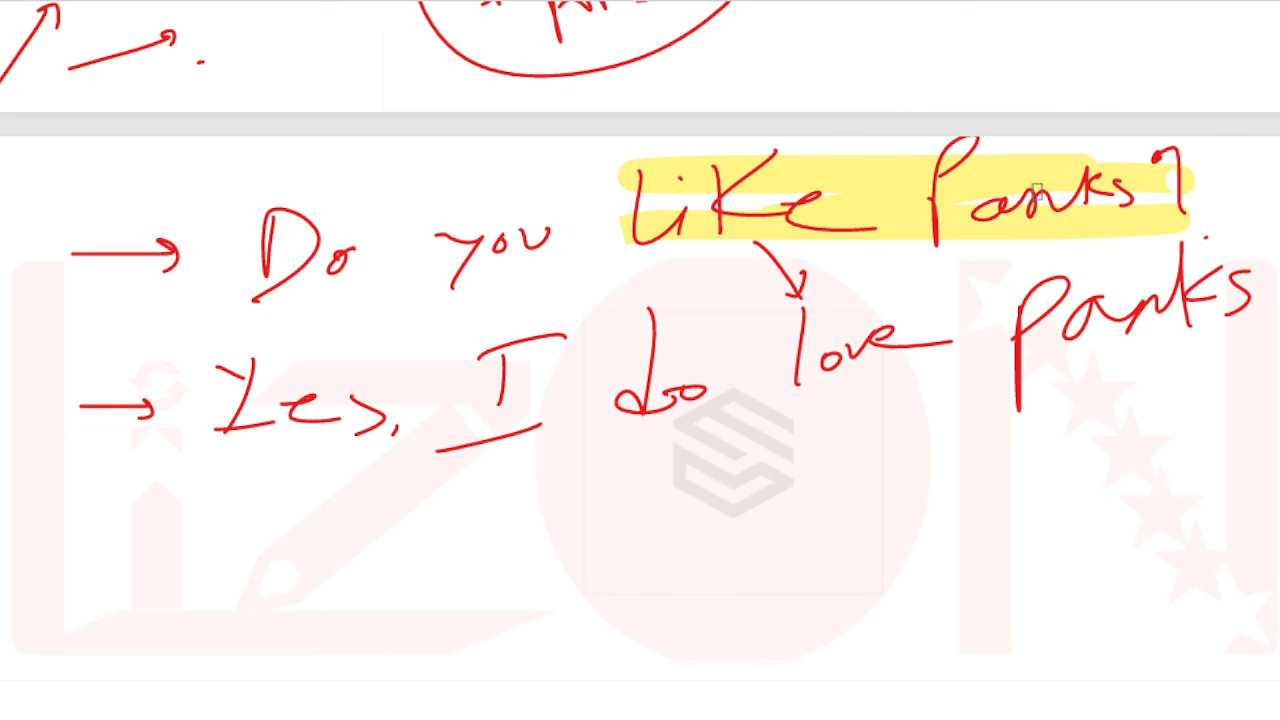 → Do you like Parks?
→ Yes, I do love parks